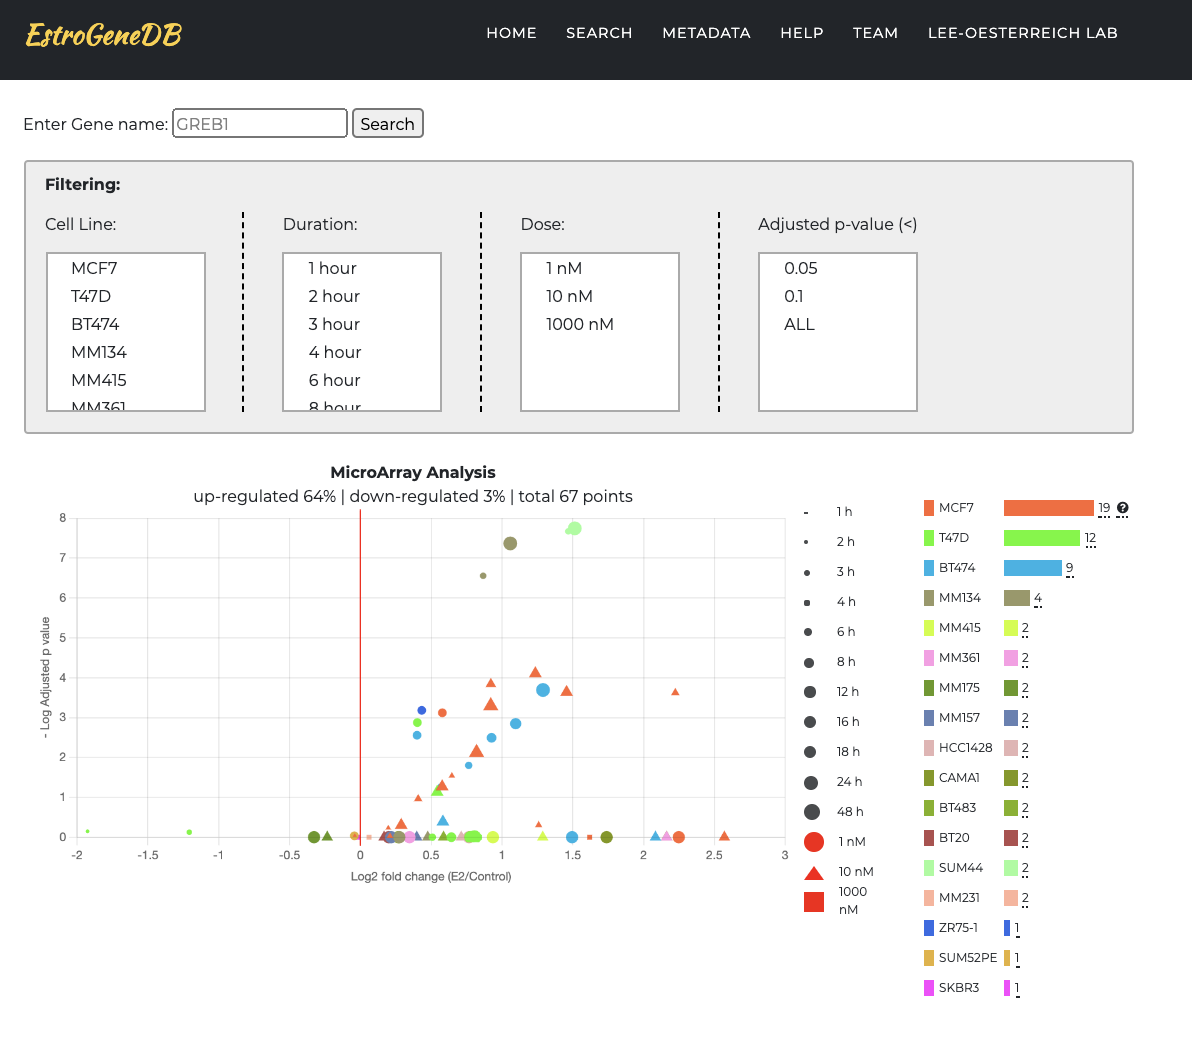 EstroGeneDB
HOME SEARCH METADATA HELP TEAM LEE-OESTERREICH LAB
Enter Gene name: GREB1 Search
Filtering:
Cell Line: Duration: Dose: Adjusted p-value (<)
MCF7 1 hour 1 nM 0.05
T47D 2 hour 10 nM 0.1
BT474 3 hour 1000 nM ALL
MM134 4 hour
MM415 6 hour
MM361 8 hour
MicroArray Analysis
up-regulated 64% | down-regulated 3% | total 67 points
8
7
6
5
4
3
2
1
0
- Log Adjusted p value
-2 -1.5 -1 -0.5 0 0.5 1 1.5 2 2.5 3
Log2 fold change (E2/Control)
1 h
2 h
3 h
4 h
6 h
8 h
12 h
16 h
18 h
24 h
48 h
1 nM
10 nM
1000
nM
MCF7 19 ?
T47D 12
BT474 9
MM134 4
MM415 2
MM361 2
MM175 2
MM157 2
HCC1428 2
CAMA1 2
BT483 2
BT20 2
SUM44 2
MM231 2
ZR75-1 1
SUM52PE 1
SKBR3 1